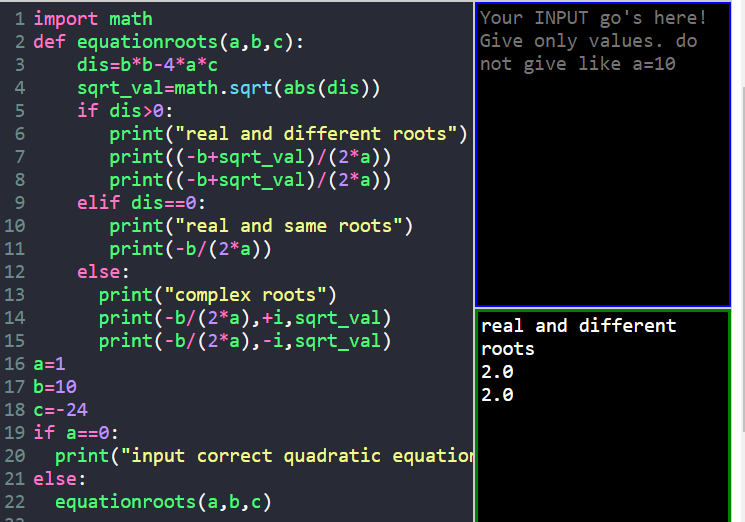 1 import math
2 def equationroots(a,b,c):
3     dis=b*b-4*a*c
4     sqrt_val=math.sqrt(abs(dis))
5     if dis>0:
6        print("real and different roots")
7        print((-b+sqrt_val)/(2*a))
8        print((-b+sqrt_val)/(2*a))
9     elif dis==0:
10        print("real and same roots")
11        print(-b/(2*a))
12     else:
13       print("complex roots")
14       print(-b/(2*a),+i,sqrt_val)
15       print(-b/(2*a),-i,sqrt_val)
16 a=1
17 b=10
18 c=-24
19 if a==0:
20   print("input correct quadratic equation
21 else:
22   equationroots(a,b,c)
Your INPUT go's here!
Give only values. do
not give like a=10
real and different
roots
2.0
2.0